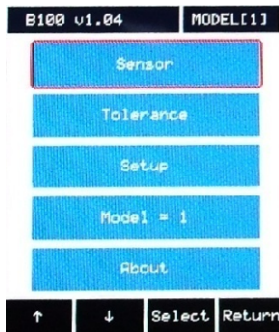 B100 v1.04 MODEL[1]
Sensor
Tolerance
Setup
Model = 1
About
↑ ↓ Select Return